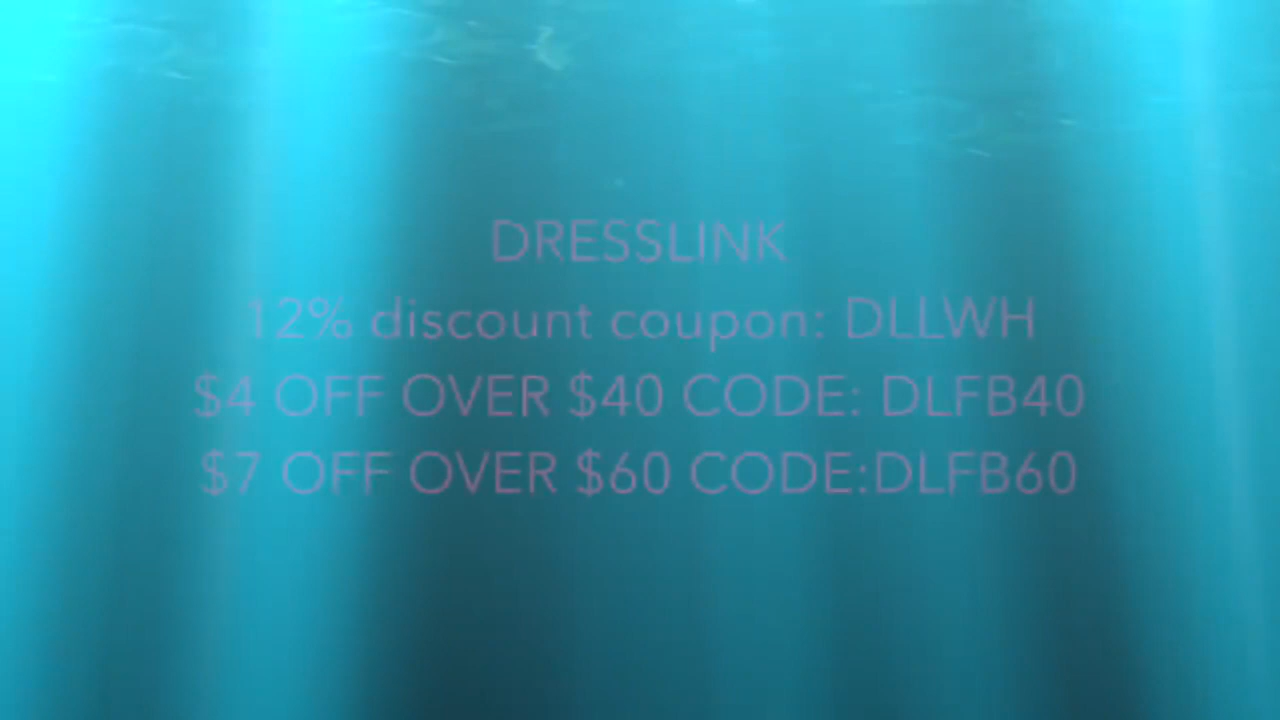 DRESSLINK
12% discount coupon: DLLWH
$4 OFF OVER $40 CODE: DLFB40
$7 OFF OVER $60 CODE:DLFB60